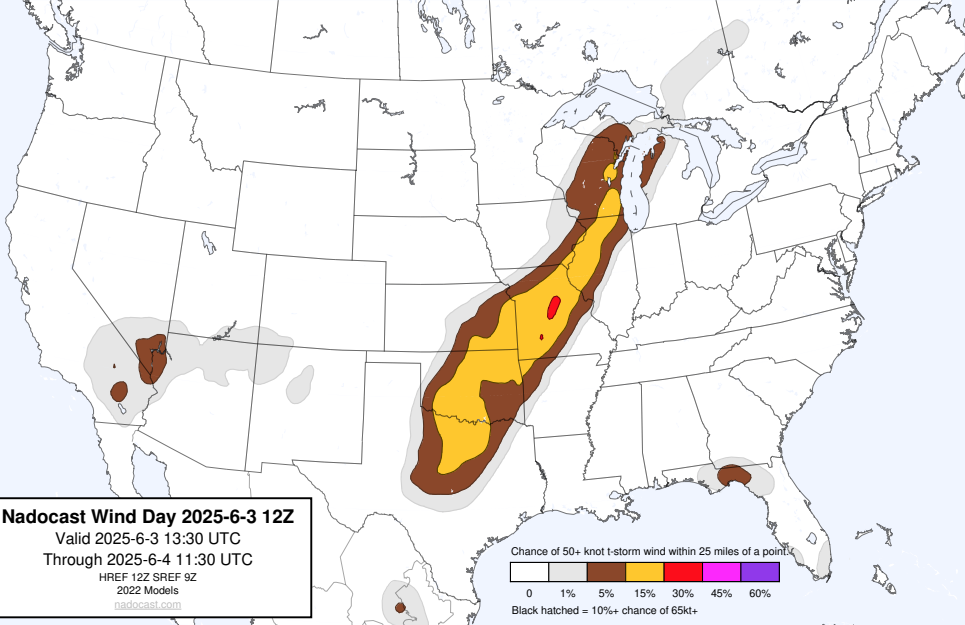 Nadocast Wind Day 2025-6-3 12Z
Valid 2025-6-3 13:30 UTC
Through 2025-6-4 11:30 UTC
HREF 12Z SREF 9Z
2022 Models
nadocast.com
Chance of 50+ knot t-storm wind within 25 miles of a point.
0 1% 5% 15% 30% 45% 60%
Black hatched = 10%+ chance of 65kt+